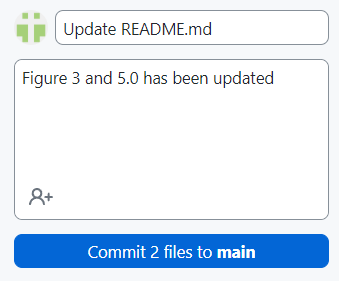 Update README.md
Figure 3 and 5.0 has been updated
Commit 2 files to main